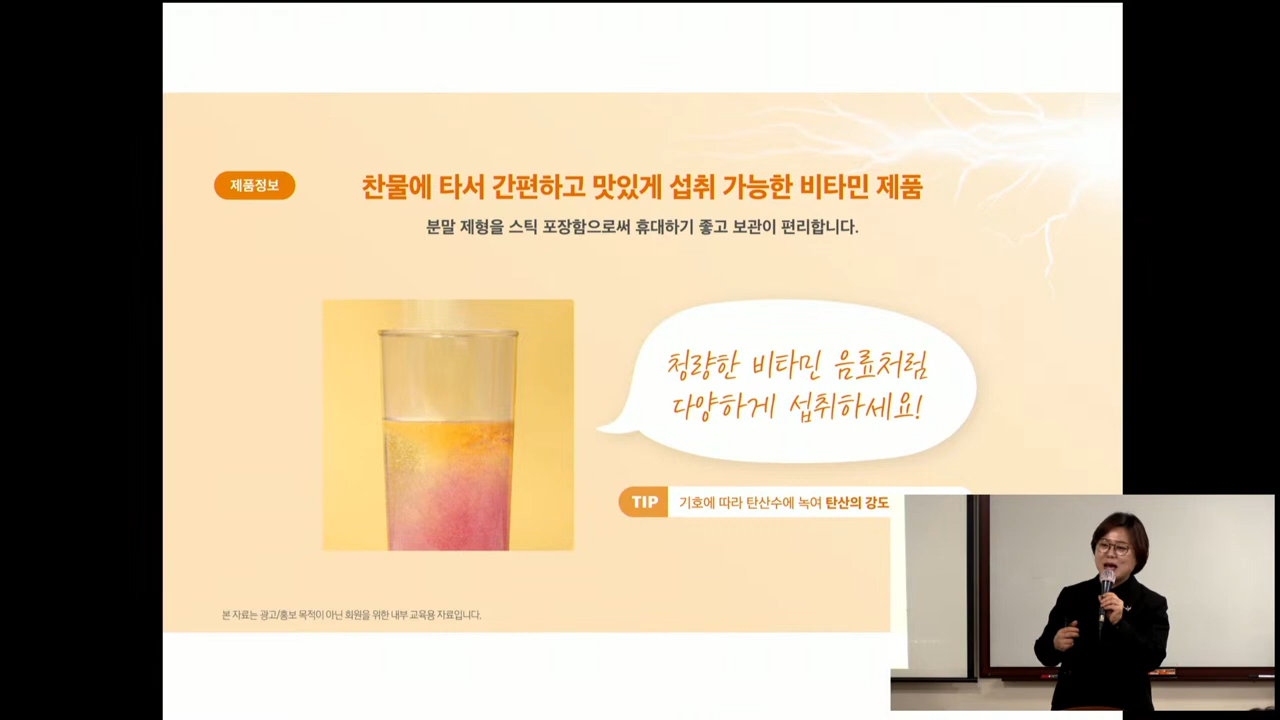 제품정보
찬물에 타서 간편하고 맛있게 섭취 가능한 비타민 제품
분말 제형을 스틱 포장함으로써 휴대하기 좋고 보관이 편리합니다.
청량한 비타민 음료처럼
다양하게 섭취하세요!
TIP 기호에 따라 탄산수에 녹여 탄산의 강도
본 자료는 광고/홍보 목적이 아닌 회원을 위한 내부 교육용 자료입니다.